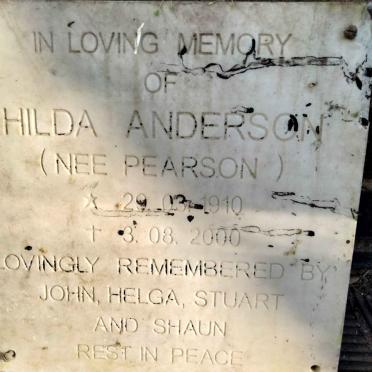 IN LOVING MEMORY
OF
HILDA ANDERSON
(NEE PEARSON)
29.03.1910
† 3.08.2000
LOVINGLY REMEMBERED BY
JOHN, HELGA, STUART
AND SHAUN
REST IN PEACE